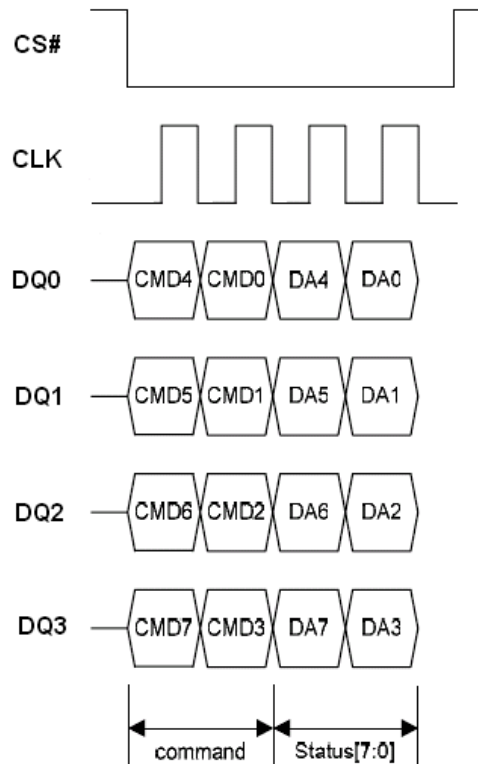 CS#
CLK
DQ0 CMD4 CMD0 DA4 DA0
DQ1 CMD5 CMD1 DA5 DA1
DQ2 CMD6 CMD2 DA6 DA2
DQ3 CMD7 CMD3 DA7 DA3
command Status[7:0]